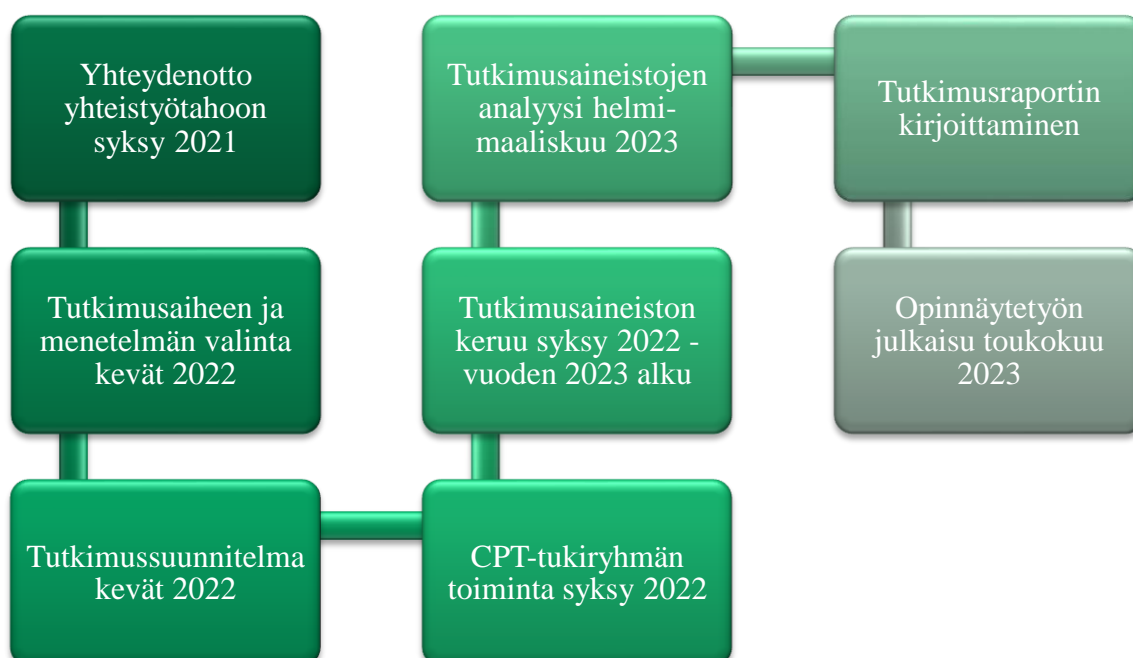 Yhteydenotto
yhteistyötahoon
syksy 2021
Tutkimusaiheen ja
menetelmän valinta
kevät 2022
Tutkimussuunnitelma
kevät 2022
CPT-tukiryhmän
toiminta syksy 2022
Tutkimusaineiston
keruu syksy 2022 -
vuoden 2023 alku
Tutkimusaineistojen
analyysi helmi-
maaliskuu 2023
Tutkimusraportin
kirjoittaminen
Opinnäytetyön
julkaisu toukokuu
2023